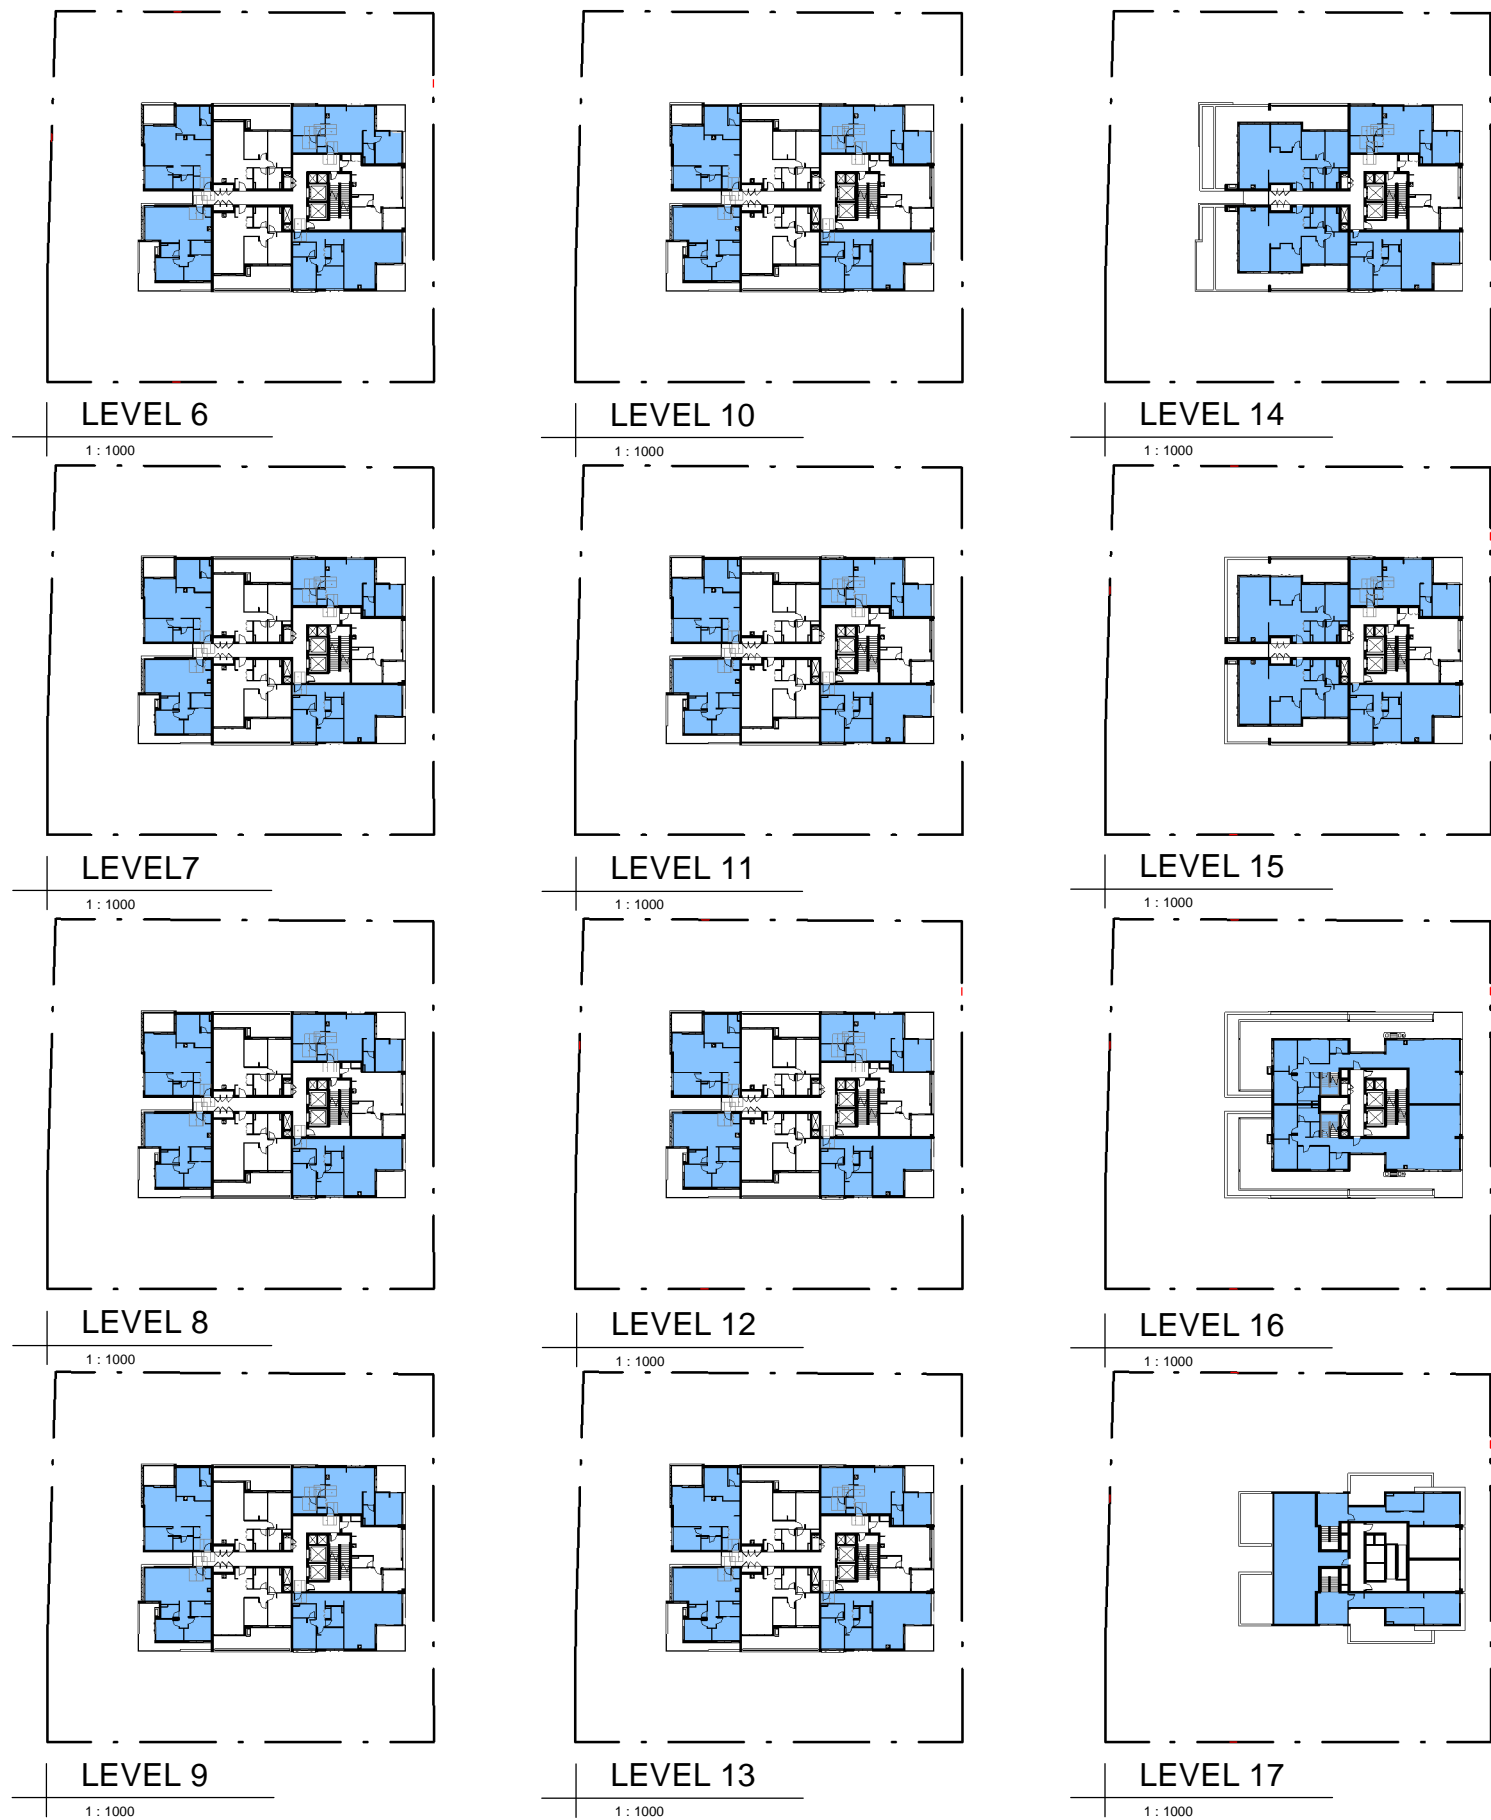 LEVEL 6
1 : 1000
LEVEL 10
1 : 1000
LEVEL 14
1 : 1000
LEVEL7
1 : 1000
LEVEL 11
1 : 1000
LEVEL 15
1 : 1000
LEVEL 8
1 : 1000
LEVEL 12
1 : 1000
LEVEL 16
1 : 1000
LEVEL 9
1 : 1000
LEVEL 13
1 : 1000
LEVEL 17
1 : 1000